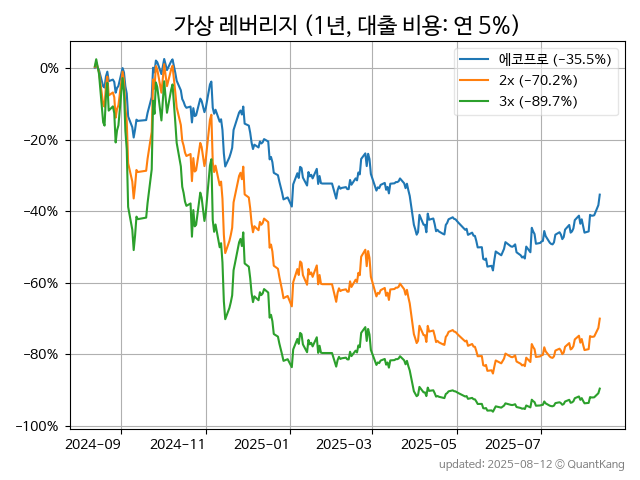 가상 레버리지 (1년, 대출 비용: 연 5%)
에코프로 (−35.5%)
2x (−70.2%)
3x (−89.7%)
0%
−20%
−40%
−60%
−80%
−100%
2024-09 2024-11 2025-01 2025-03 2025-05 2025-07
updated: 2025-08-12 © QuantKang